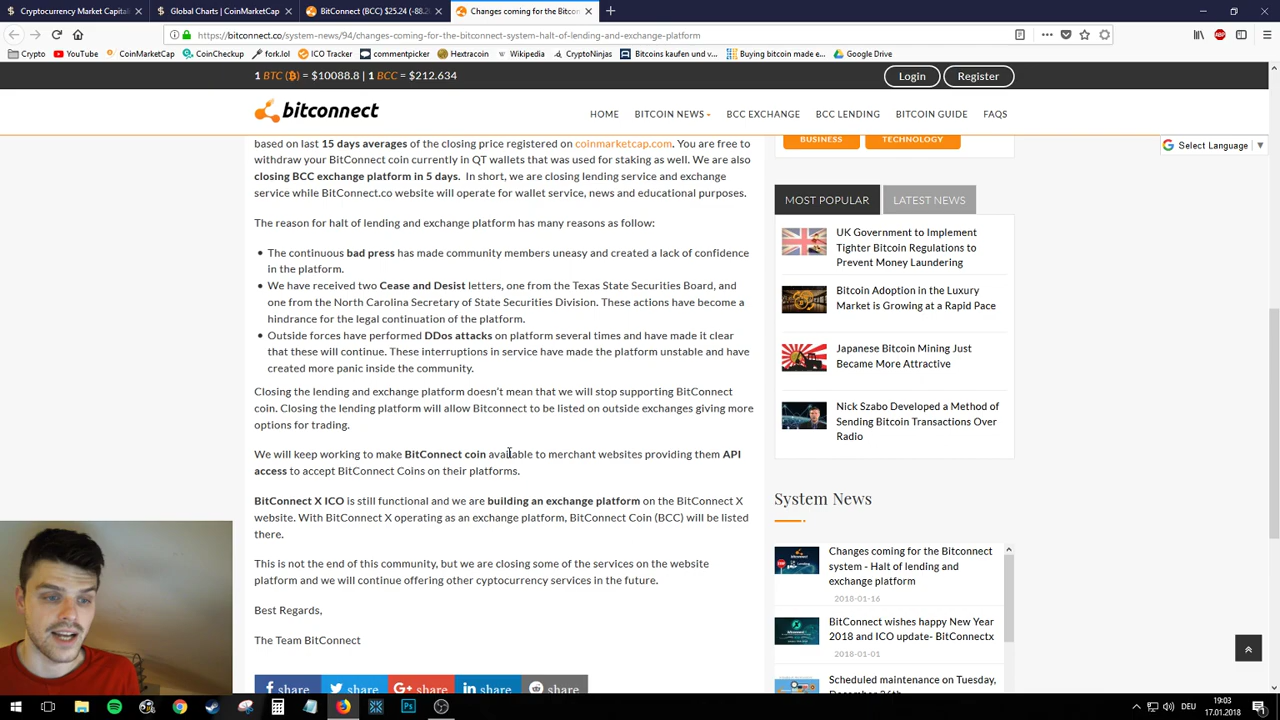 Cryptocurrency Market Capital
Global Charts | CoinMarketCap
BitConnect (BCC) $25.24 (-88.20
Changes coming for the Bitcon
https://bitconnect.co/system-news/94/changes-coming-for-the-bitconnect-system-halt-of-lending-and-exchange-platform
Crypto YouTube CoinMarketCap CoinCheckup fork.lol ICO Tracker commentpicker Hextracoin Wikipedia CryptoNinjas Bitcoins kaufen und v... Buying bitcoin made e... Google Drive
1 BTC (₿) = $10088.8 | 1 BCC = $212.634
Login
Register
bitconnect
HOME BITCOIN NEWS BCC EXCHANGE BCC LENDING BITCOIN GUIDE FAQS
Select Language
based on last 15 days averages of the closing price registered on coinmarketcap.com. You are free to
withdraw your BitConnect coin currently in QT wallets that was used for staking as well. We are also
closing BCC exchange platform in 5 days. In short, we are closing lending service and exchange
service while BitConnect.co website will operate for wallet service, news and educational purposes.
The reason for halt of lending and exchange platform has many reasons as follow:
The continuous bad press has made community members uneasy and created a lack of confidence
in the platform.
We have received two Cease and Desist letters, one from the Texas State Securities Board, and
one from the North Carolina Secretary of State Securities Division. These actions have become a
hindrance for the legal continuation of the platform.
Outside forces have performed DDos attacks on platform several times and have made it clear
that these will continue. These interruptions in service have made the platform unstable and have
created more panic inside the community.
Closing the lending and exchange platform doesn't mean that we will stop supporting BitConnect
coin. Closing the lending platform will allow Bitconnect to be listed on outside exchanges giving more
options for trading.
We will keep working to make BitConnect coin available to merchant websites providing them API
access to accept BitConnect Coins on their platforms.
BitConnect X ICO is still functional and we are building an exchange platform on the BitConnect X
website. With BitConnect X operating as an exchange platform, BitConnect Coin (BCC) will be listed
there.
This is not the end of this community, but we are closing some of the services on the website
platform and we will continue offering other cyptocurrency services in the future.
Best Regards,
The Team BitConnect
share
share
share
share
share
BUSINESS
TECHNOLOGY
MOST POPULAR
LATEST NEWS
UK Government to Implement
Tighter Bitcoin Regulations to
Prevent Money Laundering
Bitcoin Adoption in the Luxury
Market is Growing at a Rapid Pace
Japanese Bitcoin Mining Just
Became More Attractive
Nick Szabo Developed a Method of
Sending Bitcoin Transactions Over
Radio
System News
Changes coming for the Bitconnect
system - Halt of lending and
exchange platform
2018-01-16
BitConnect wishes happy New Year
2018 and ICO update- BitConnectx
2018-01-01
Scheduled maintenance on Tuesday,
DEU
19:03
17.01.2018